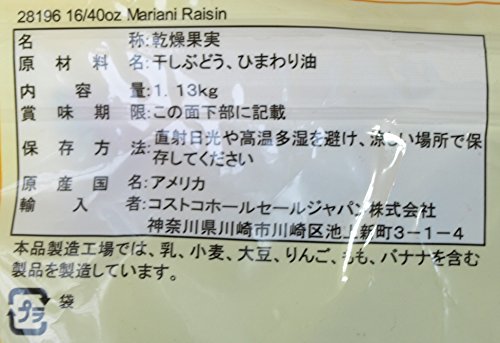 28196 16/40oz Mariani Raisin
名 称:乾燥果実
原 材 料 名:干しぶどう、ひまわり油
内 容 量:1. 13kg
賞 味 期 限:この面下部に記載
保 存 方 法:直射日光や高温多湿を避け、涼しい場所で保
存してください
原 産 国 名:アメリカ
輸 入 者:コストコホールセールジャパン株式会社
神奈川県川崎市川崎区池上新町3-1-4
本品製造工場では、乳、小麦、大豆、りんご、もも、バナナを含む
製品を製造しています。
プラ 袋